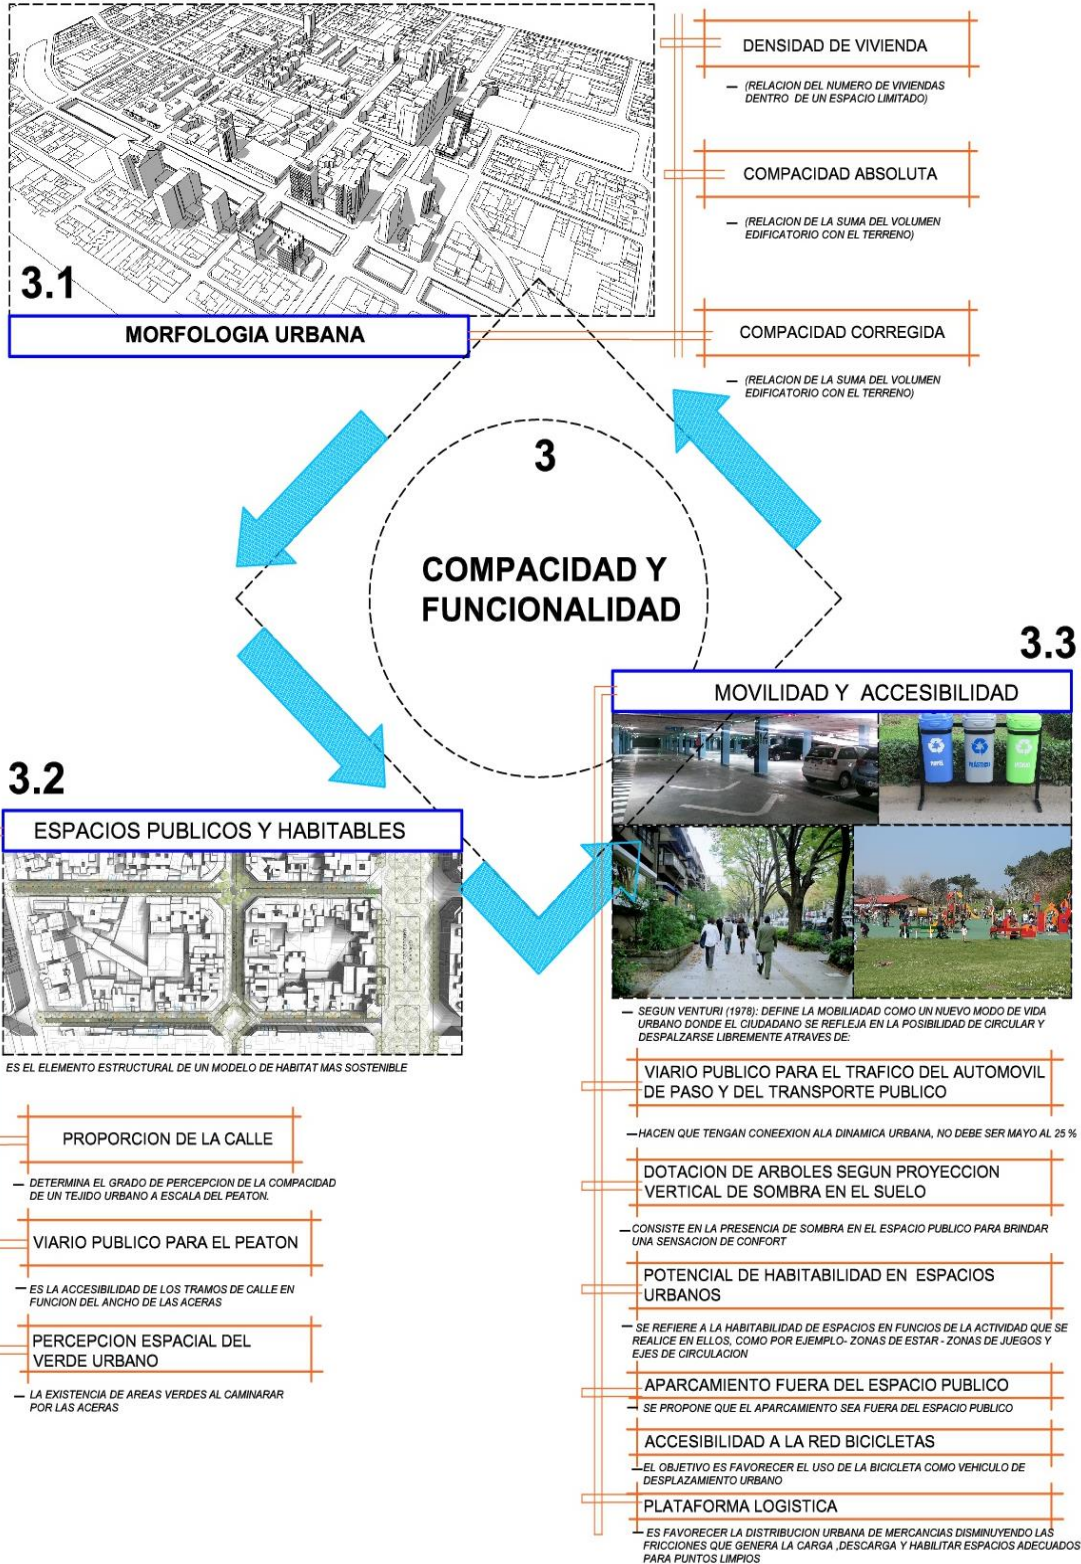 DENSIDAD DE VIVIENDA
— (RELACION DEL NUMERO DE VIVIENDAS
DENTRO DE UN ESPACIO LIMITADO)
COMPACIDAD ABSOLUTA
— (RELACION DE LA SUMA DEL VOLUMEN
EDIFICATORIO CON EL TERRENO)
3.1
MORFOLOGIA URBANA
COMPACIDAD CORREGIDA
— (RELACION DE LA SUMA DEL VOLUMEN
EDIFICATORIO CON EL TERRENO)
3
COMPACIDAD Y
FUNCIONALIDAD
3.2
ESPACIOS PUBLICOS Y HABITABLES
ES EL ELEMENTO ESTRUCTURAL DE UN MODELO DE HABITAT MAS SOSTENIBLE
PROPORCION DE LA CALLE
— DETERMINA EL GRADO DE PERCEPCION DE LA COMPACIDAD
DE UN TEJIDO URBANO A ESCALA DEL PEATON.
VIARIO PUBLICO PARA EL PEATON
— ES LA ACCESIBILIDAD DE LOS TRAMOS DE CALLE EN
FUNCION DEL ANCHO DE LAS ACERAS
PERCEPCION ESPACIAL DEL
VERDE URBANO
— LA EXISTENCIA DE AREAS VERDES AL CAMINARAR
POR LAS ACERAS
3.3
MOVILIDAD Y ACCESIBILIDAD
PAPEL
PLÁSTICO
— SEGUN VENTURI (1978): DEFINE LA MOBILIADAD COMO UN NUEVO MODO DE VIDA
URBANO DONDE EL CIUDADANO SE REFLEJA EN LA POSIBILIDAD DE CIRCULAR Y
DESPALZARSE LIBREMENTE ATRAVES DE:
VIARIO PUBLICO PARA EL TRAFICO DEL AUTOMOVIL
DE PASO Y DEL TRANSPORTE PUBLICO
— HACEN QUE TENGAN CONEEXION ALA DINAMICA URBANA, NO DEBE SER MAYO AL 25 %
DOTACION DE ARBOLES SEGUN PROYECCION
VERTICAL DE SOMBRA EN EL SUELO
— CONSISTE EN LA PRESENCIA DE SOMBRA EN EL ESPACIO PUBLICO PARA BRINDAR
UNA SENSACION DE CONFORT
POTENCIAL DE HABITABILIDAD EN ESPACIOS
URBANOS
— SE REFIERE A LA HABITABILIDAD DE ESPACIOS EN FUNCIOS DE LA ACTIVIDAD QUE SE
REALICE EN ELLOS, COMO POR EJEMPLO- ZONAS DE ESTAR - ZONAS DE JUEGOS Y
EJES DE CIRCULACION
APARCAMIENTO FUERA DEL ESPACIO PUBLICO
— SE PROPONE QUE EL APARCAMIENTO SEA FUERA DEL ESPACIO PUBLICO
ACCESIBILIDAD A LA RED BICICLETAS
— EL OBJETIVO ES FAVORECER EL USO DE LA BICICLETA COMO VEHICULO DE
DESPLAZAMIENTO URBANO
PLATAFORMA LOGISTICA
— ES FAVORECER LA DISTRIBUCION URBANA DE MERCANCIAS DISMINUYENDO LAS
FRICCIONES QUE GENERA LA CARGA ,DESCARGA Y HABILITAR ESPACIOS ADECUADOS
PARA PUNTOS LIMPIOS